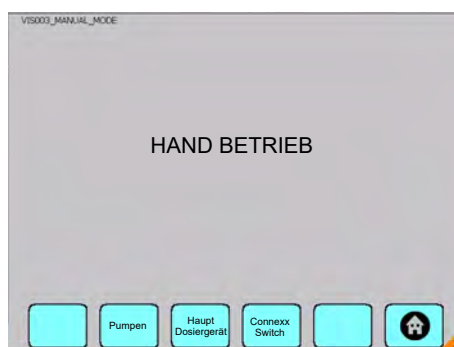 VIS003_MANUAL_MODE
HAND BETRIEB
Pumpen
Haupt
Dosiergerät
Connexx
Switch